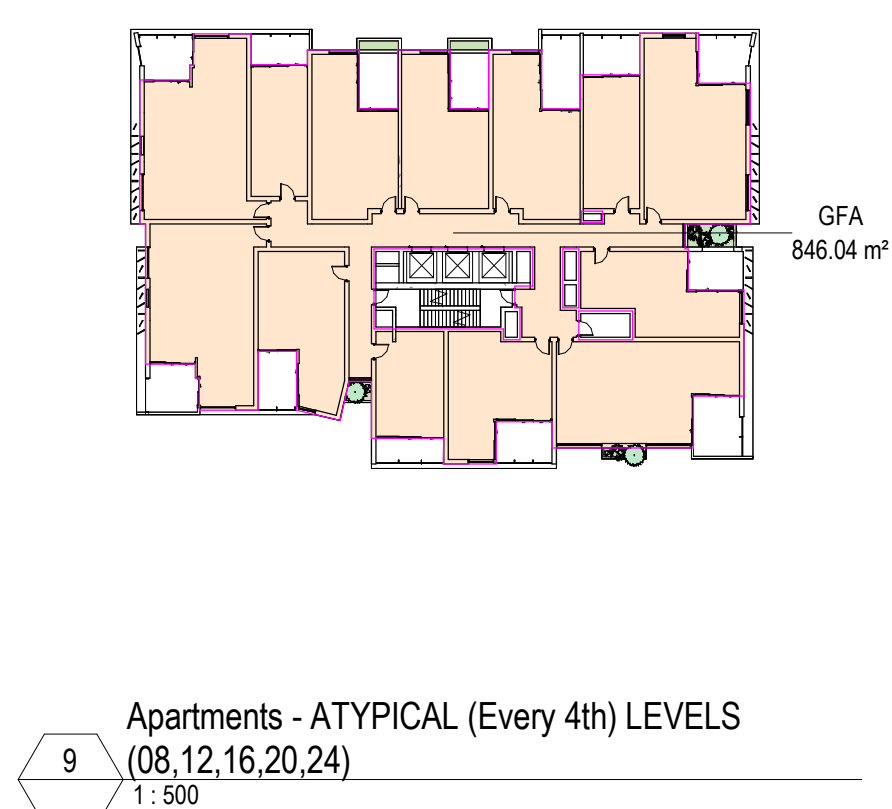 GFA
846.04 m²
Apartments - ATYPICAL (Every 4th) LEVELS
(08,12,16,20,24)
9
1 : 500